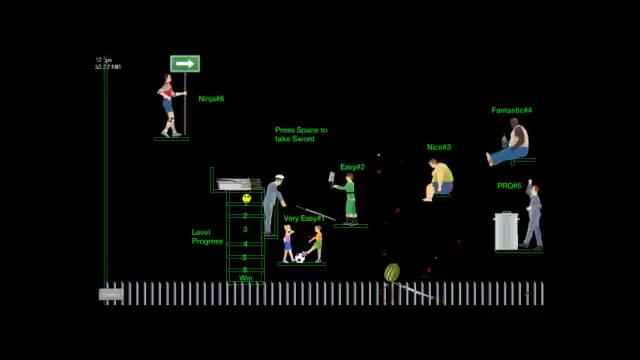 Ninja#6
Fantastic#4
Press Space to
take Sword
Nice#3
Easy#2
PRO#5
Very Easy#1
Level
Progress
2
3
4
5
6
Win